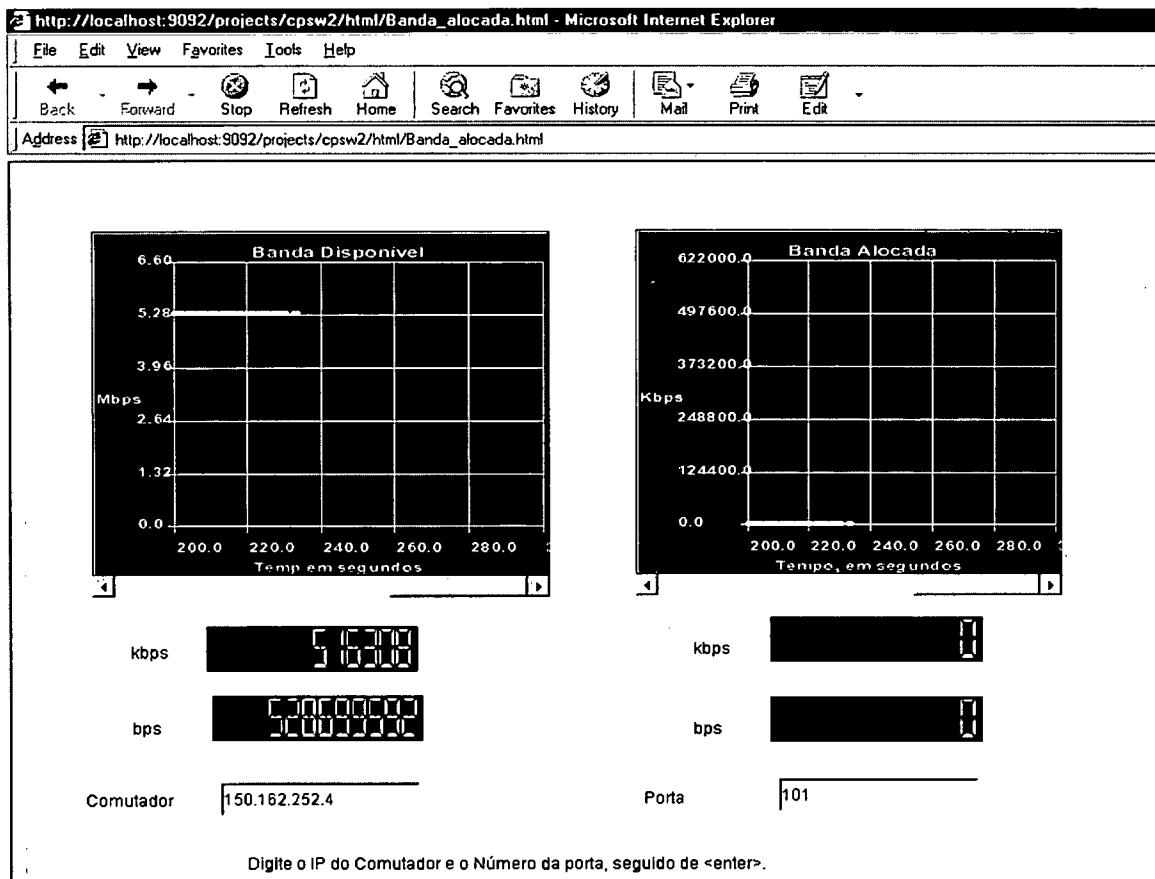 http://localhost:9092/projects/cpsw2/html/Banda_alocada.html - Microsoft Internet Explorer
File Edit View Favorites Tools Help
Back Forward Stop Refresh Home Search Favorites History Mail Print Edit
Address http://localhost:9092/projects/cpsw2/html/Banda_alocada.html
Banda Disponivel
6.60
5.28
3.96
Mbps
2.64
1.32
0.0
200.0 220.0 240.0 260.0 280.0
Temp em segundos
Banda Alocada
622000.0
497600.0
373200.0
Kbps
248800.0
124400.0
0.0
200.0 220.0 240.0 260.0 280.0
Tempo, em segundos
kbps 516300
kbps 0
bps
bps 0
Comutador 150.162.252.4
Porta 101
Digite o IP do Comutador e o Número da porta, seguido de <enter>.